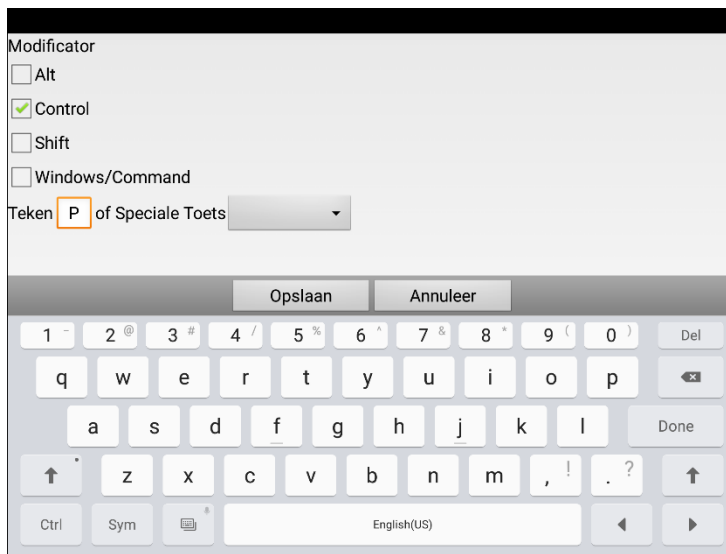 Modificator
Alt
Control
Shift
Windows/Command
Teken P of Speciale Toets
Opslaan Annuleer
1 - 2 @ 3 # 4 / 5 % 6 ^ 7 & 8 * 9 ( 0 ) Del
q w e r t y u i o p
a s d f g h j k l Done
z x c v b n m , ! . ?
Ctrl Sym English(US)